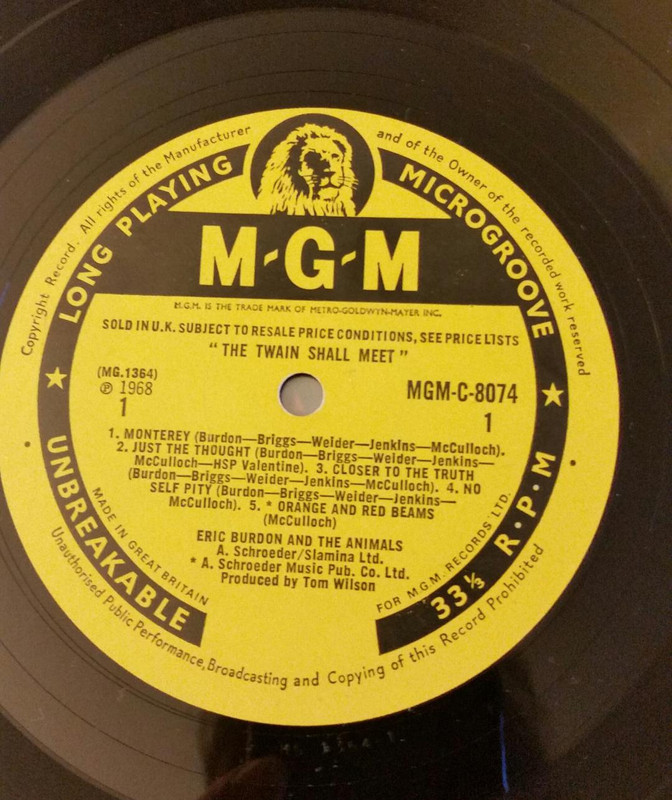 Copyright Record. All rights of the Manufacturer and of the Owner of the recorded work reserved
LONG PLAYING MICROGROOVE
M-G-M
M.G.M. IS THE TRADE MARK OF METRO-GOLDWYN-MAYER INC.
SOLD IN U.K. SUBJECT TO RESALE PRICE CONDITIONS, SEE PRICE LISTS
"THE TWAIN SHALL MEET"
(MG.1364)
℗ 1968
1
MGM-C-8074
1
1. MONTEREY (Burdon—Briggs—Weider—Jenkins—McCulloch).
2. JUST THE THOUGHT (Burdon—Briggs—Weider—Jenkins—
McCulloch—HSP Valentine). 3. CLOSER TO THE TRUTH
(Burdon—Briggs—Weider—Jenkins—McCulloch). 4. NO
SELF PITY (Burdon—Briggs—Weider—Jenkins—
McCulloch). 5. * ORANGE AND RED BEAMS
(McCulloch)
ERIC BURDON AND THE ANIMALS
A. Schroeder/Slamina Ltd.
* A. Schroeder Music Pub. Co. Ltd.
Produced by Tom Wilson
MADE IN GREAT BRITAIN
FOR M.G.M. RECORDS LTD.
UNBREAKABLE
33⅓ R·P·M
Unauthorised Public Performance, Broadcasting and Copying of this Record Prohibited